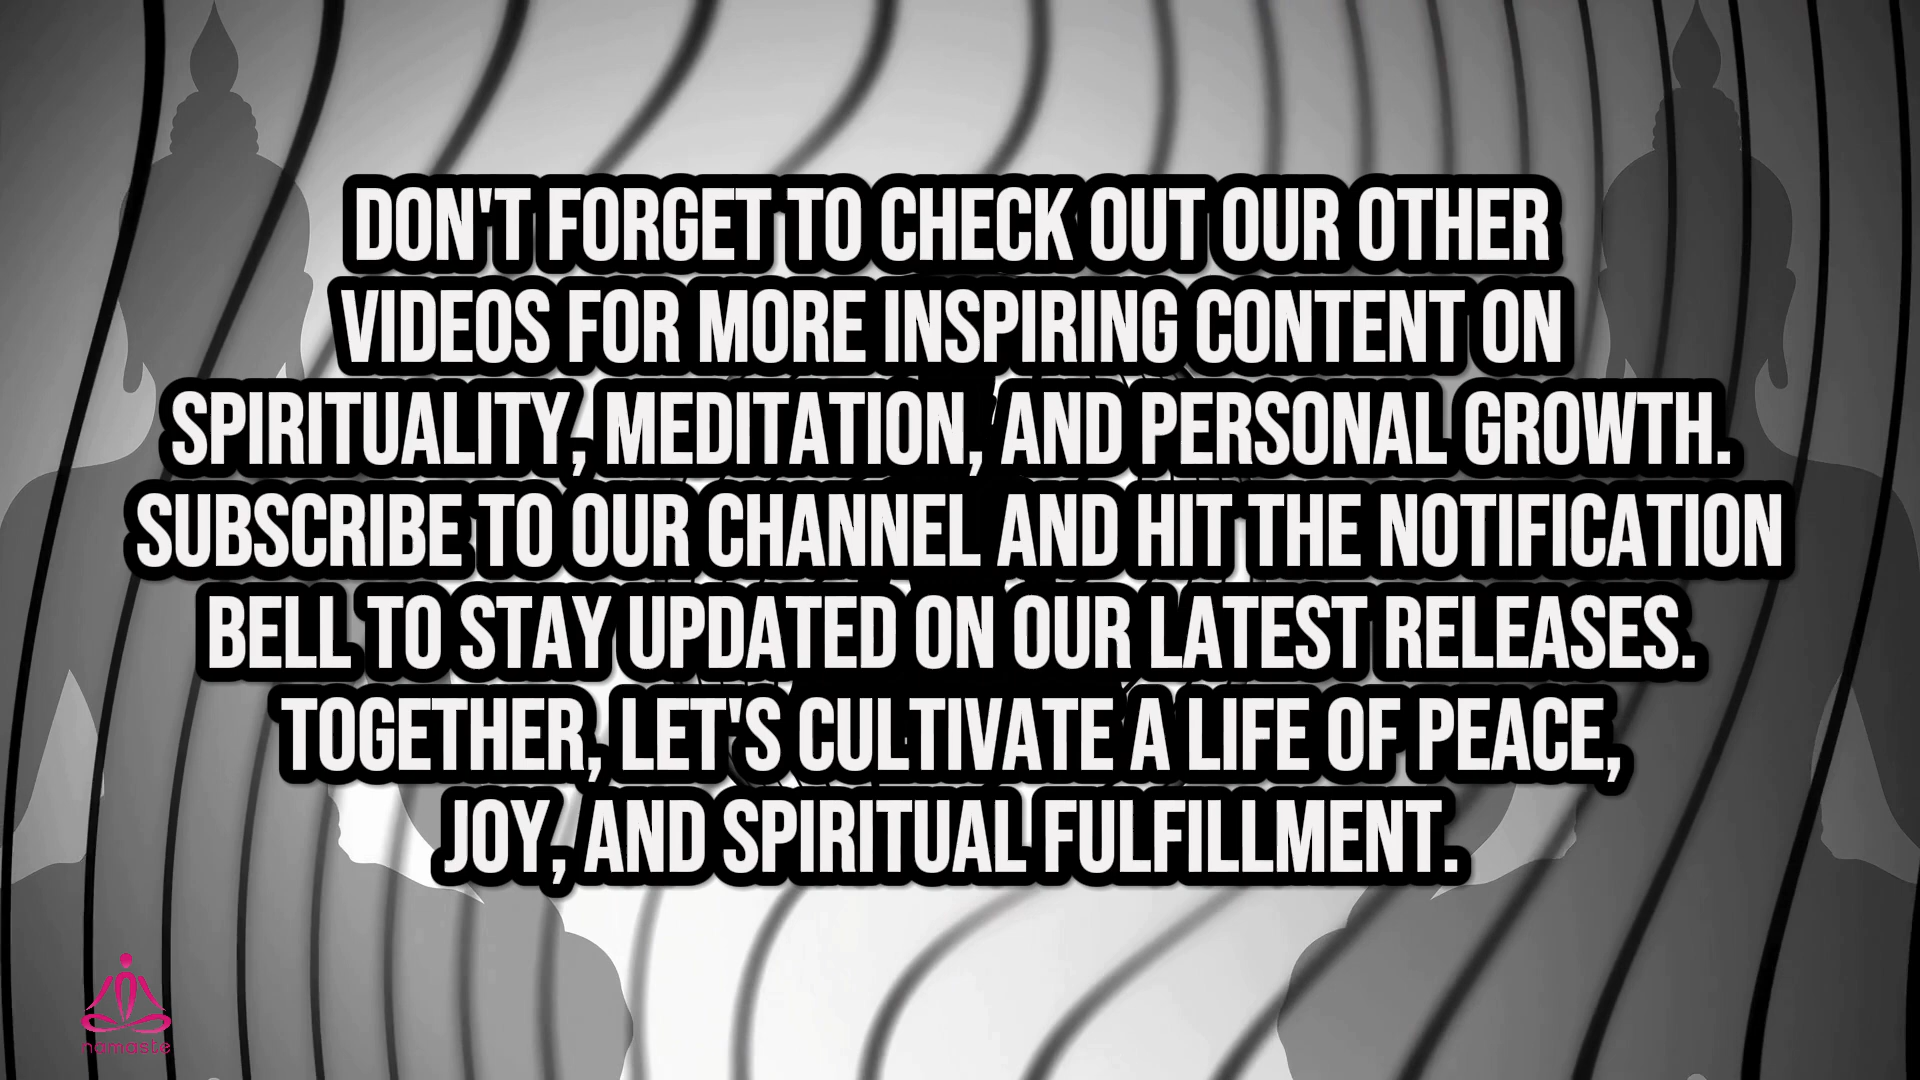 DON'T FORGET TO CHECK OUT OUR OTHER
VIDEOS FOR MORE INSPIRING CONTENT ON
SPIRITUALITY, MEDITATION, AND PERSONAL GROWTH.
SUBSCRIBE TO OUR CHANNEL AND HIT THE NOTIFICATION
BELL TO STAY UPDATED ON OUR LATEST RELEASES.
TOGETHER, LET'S CULTIVATE A LIFE OF PEACE,
JOY, AND SPIRITUAL FULFILLMENT.
namaste